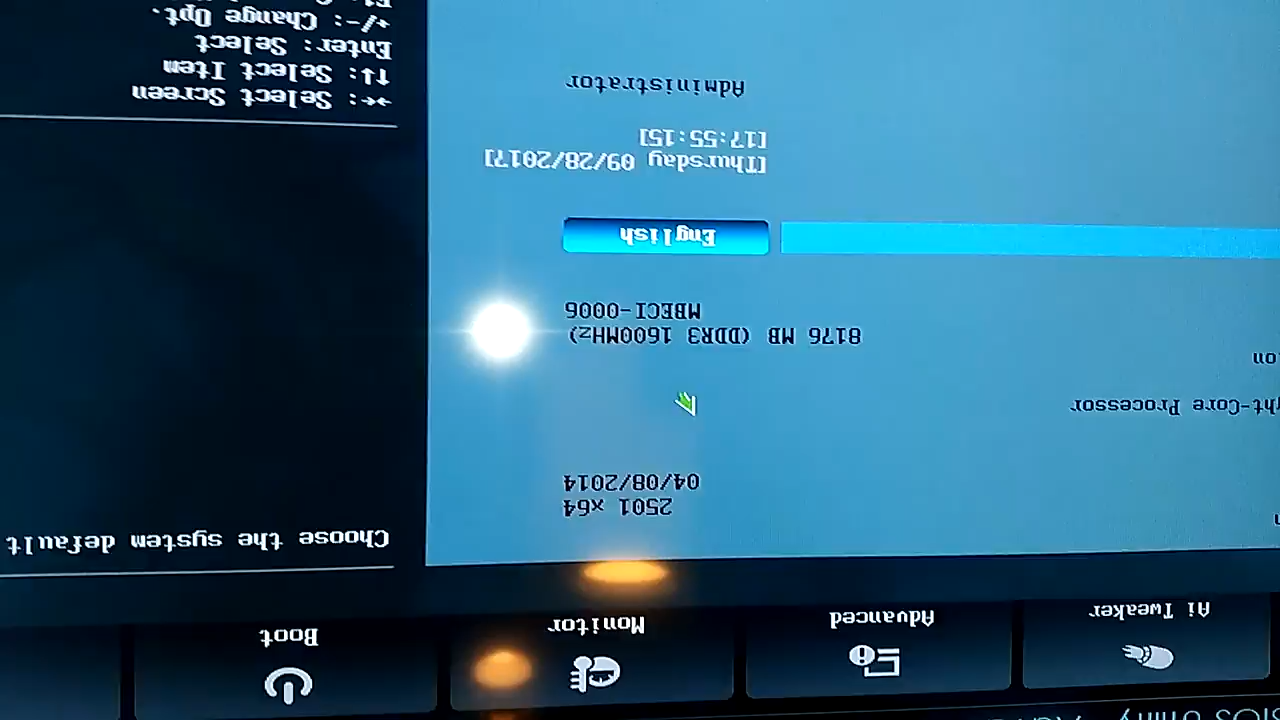 Ai Tweaker
Advanced
Monitor
Boot
2501 x64
04/08/2014
Choose the system default
ght-Core Processor
on
8176 MB (DDR3 1600MHz)
MBECI-0006
English
[Thursday 09/28/2017]
[17:55:15]
Administrator
→←: Select Screen
↑↓: Select Item
Enter: Select
+/-: Change Opt.